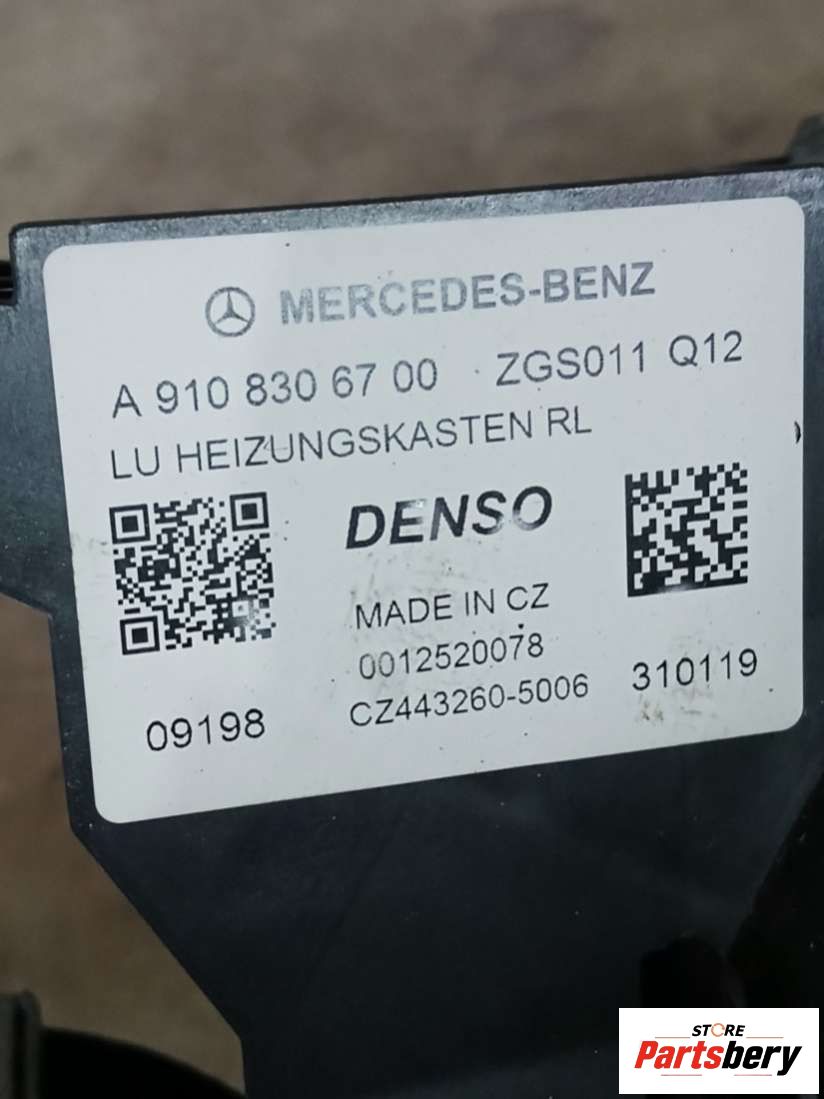 MERCEDES-BENZ
A 910 830 67 00 ZGS011 Q12
LU HEIZUNGSKASTEN RL
DENSO
MADE IN CZ
0012520078
CZ443260-5006
09198
310119
STORE
Partsbery